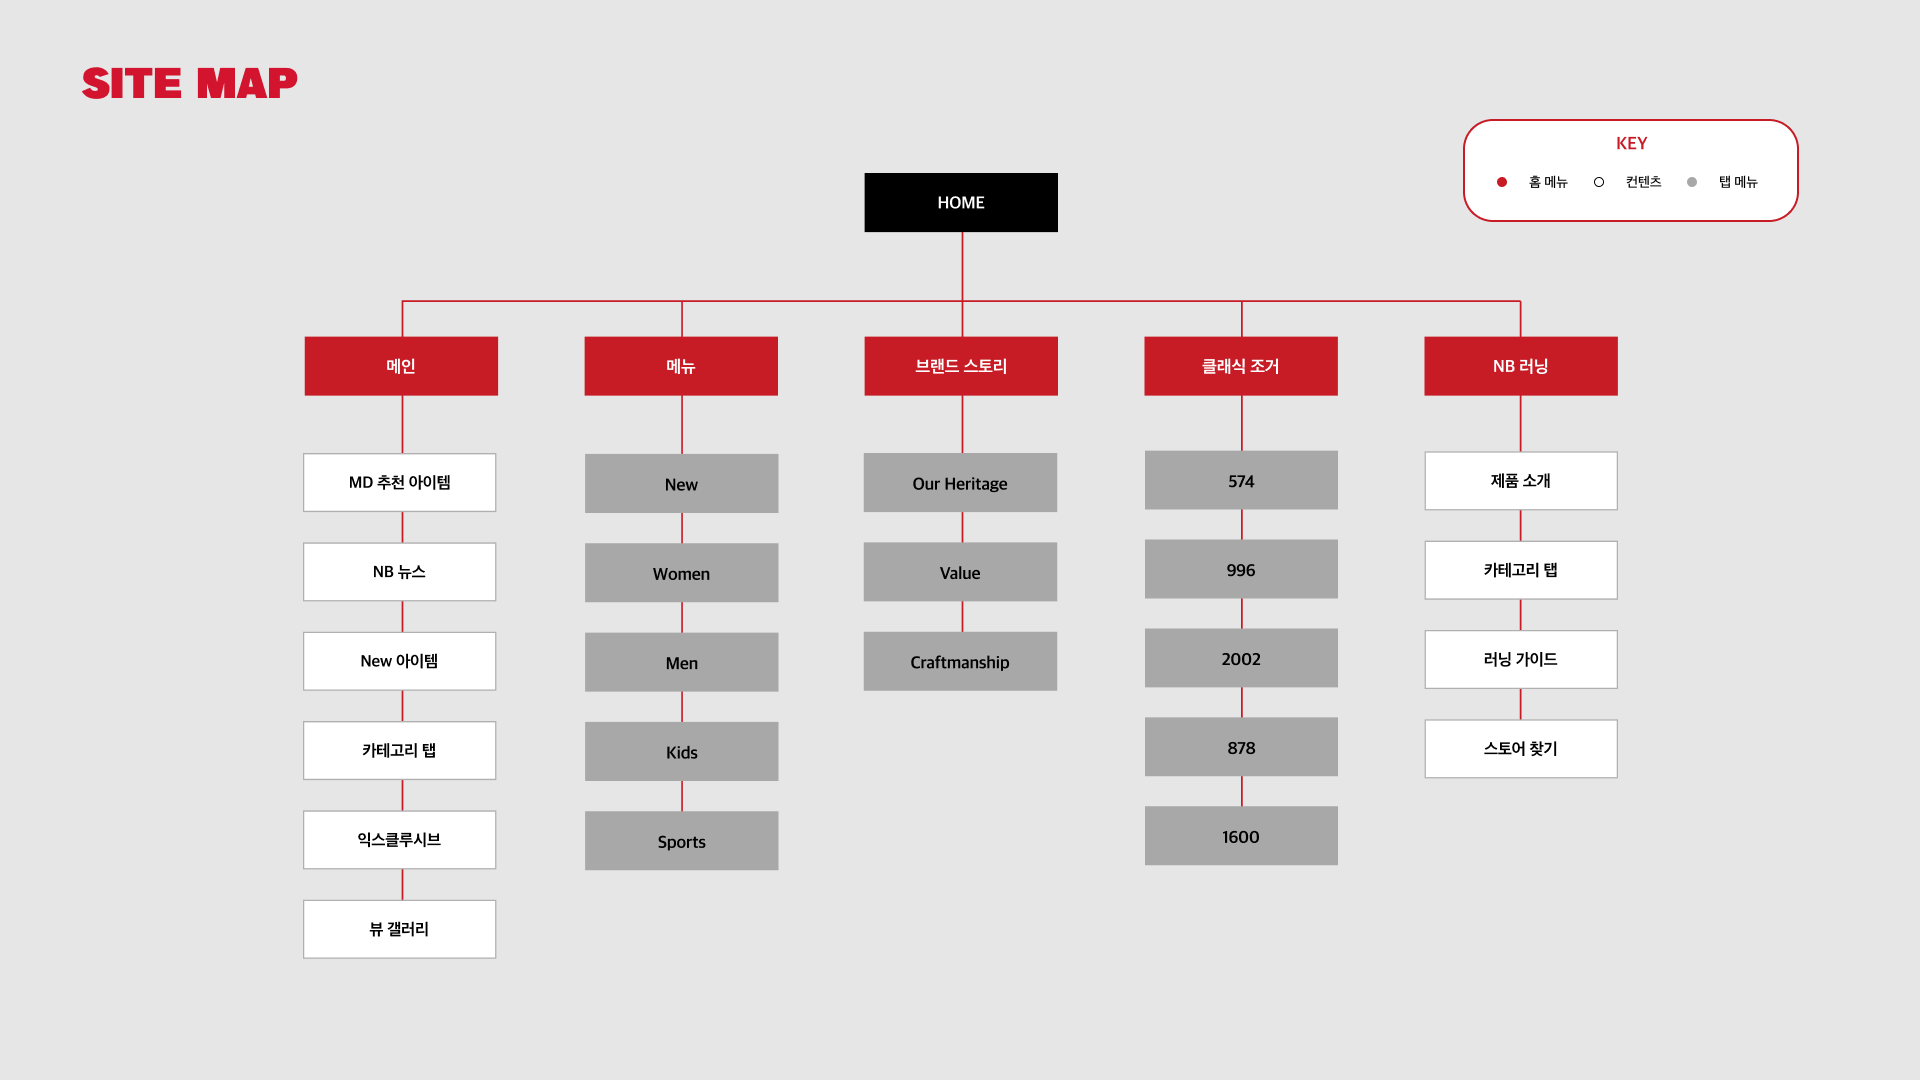 SITE MAP
KEY
홈 메뉴
컨텐츠
탭 메뉴
HOME
메인
메뉴
브랜드 스토리
클래식 조거
NB 러닝
MD 추천 아이템
NB 뉴스
New 아이템
카테고리 탭
익스클루시브
뷰 갤러리
New
Women
Men
Kids
Sports
Our Heritage
Value
Craftmanship
574
996
2002
878
1600
제품 소개
카테고리 탭
러닝 가이드
스토어 찾기